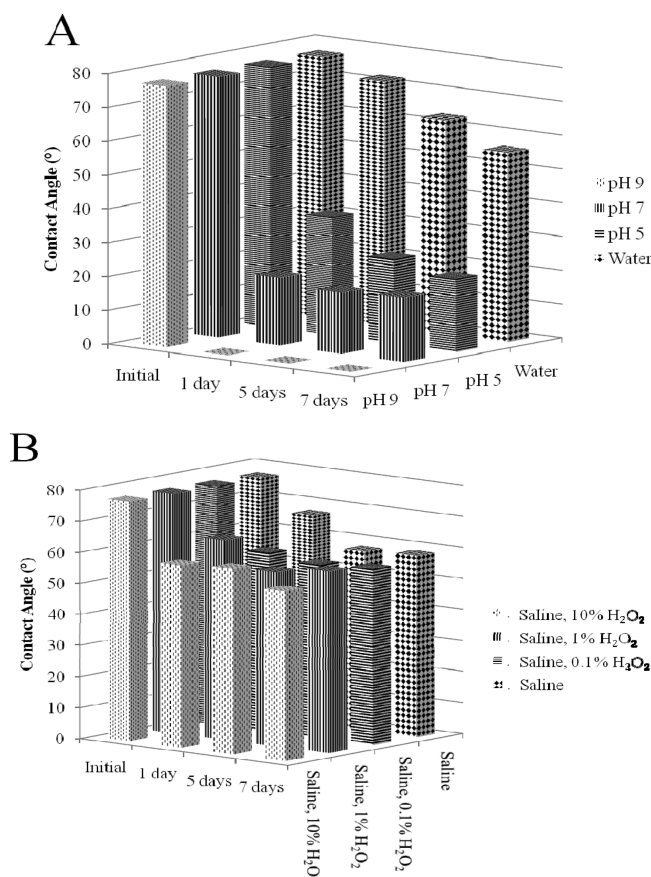 A
80
70
60
50
40
30
20
10
0
Contact Angle (°)
Initial
1 day
5 days
7 days
pH 9
pH 7
pH 5
Water
pH 9
pH 7
pH 5
Water
B
80
70
60
50
40
30
20
10
0
Contact Angle (°)
Initial
1 day
5 days
7 days
Saline, 10% H₂O
Saline, 1% H₂O₂
Saline, 0.1% H₂O₂
Saline
Saline, 10% H₂O₂
Saline, 1% H₂O₂
Saline, 0.1% H₃O₂
Saline